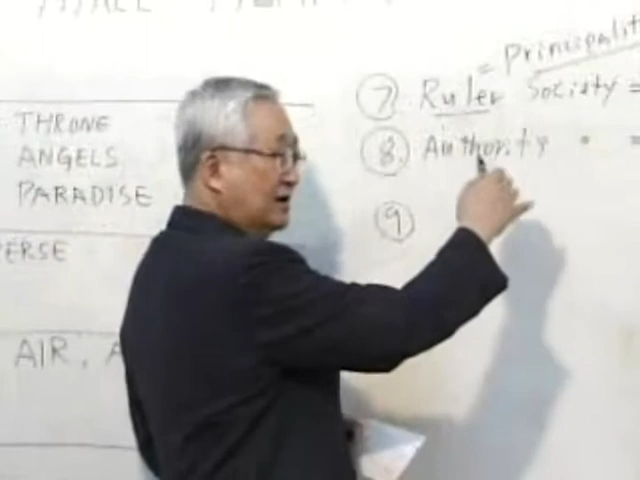 = Principalit
⑦ Ruler Society =
⑧ Authority " =
⑨
THRONE
ANGELS
PARADISE
ERSE
AIR, A